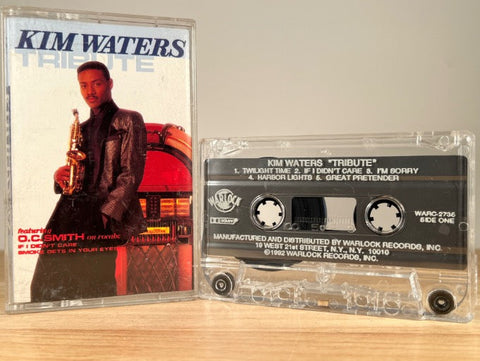 KIM WATERS
TRIBUTE
featuring
O.C. SMITH on vocals:
IF I DIDN'T CARE
SMOKE GETS IN YOUR EYES
KIM WATERS "TRIBUTE"
1. TWILIGHT TIME 2. IF I DIDN'T CARE 3. I'M SORRY
4. HARBOR LIGHTS 5. GREAT PRETENDER
WARLOCK
WARC-2736
SIDE ONE
MANUFACTURED AND DISTRIBUTED BY WARLOCK RECORDS, INC.
19 WEST 21st STREET, N.Y., N.Y. 10010
©1992 WARLOCK RECORDS, INC.